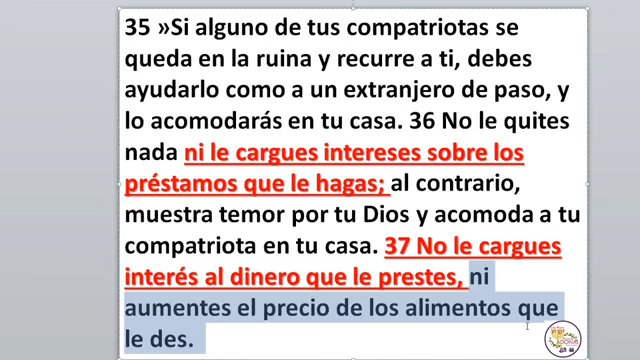 35 »Si alguno de tus compatriotas se
queda en la ruina y recurre a ti, debes
ayudarlo como a un extranjero de paso, y
lo acomodarás en tu casa. 36 No le quites
nada ni le cargues intereses sobre los
préstamos que le hagas; al contrario,
muestra temor por tu Dios y acomoda a tu
compatriota en tu casa. 37 No le cargues
interés al dinero que le prestes, ni
aumentes el precio de los alimentos que
le des.
ADONAI